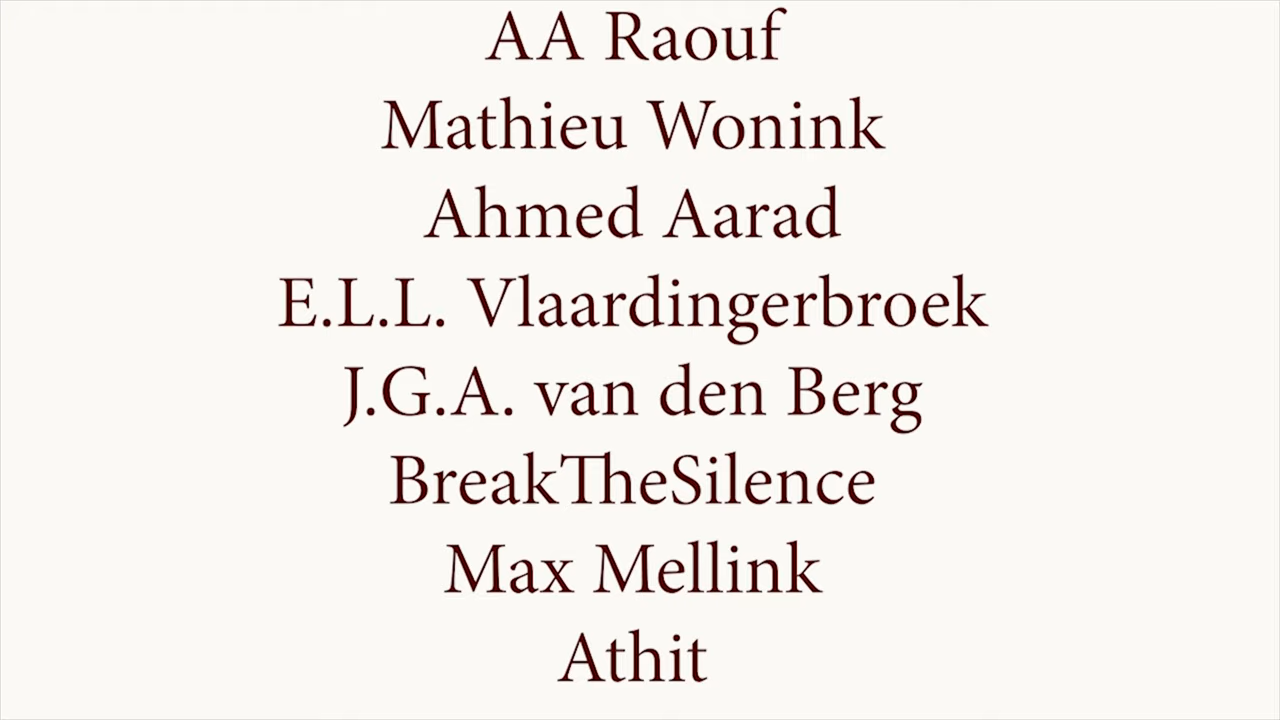 AA Raouf
Mathieu Wonink
Ahmed Aarad
E.L.L. Vlaardingerbroek
J.G.A. van den Berg
BreakTheSilence
Max Mellink
Athit